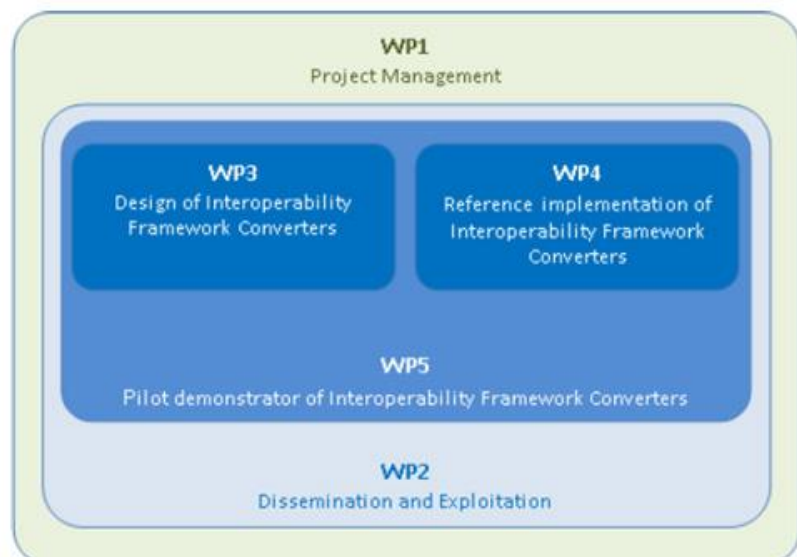 WP1
Project Management
WP3
Design of Interoperability
Framework Converters
WP4
Reference implementation of
Interoperability Framework
Converters
WP5
Pilot demonstrator of Interoperability Framework Converters
WP2
Dissemination and Exploitation